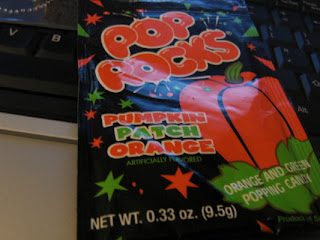 POP
ROCKS
PUMPKIN
PATCH
ORANGE
ARTIFICIALLY FLAVORED
ORANGE AND GREEN
POPPING CANDY
NET WT. 0.33 oz. (9.5g)
V B